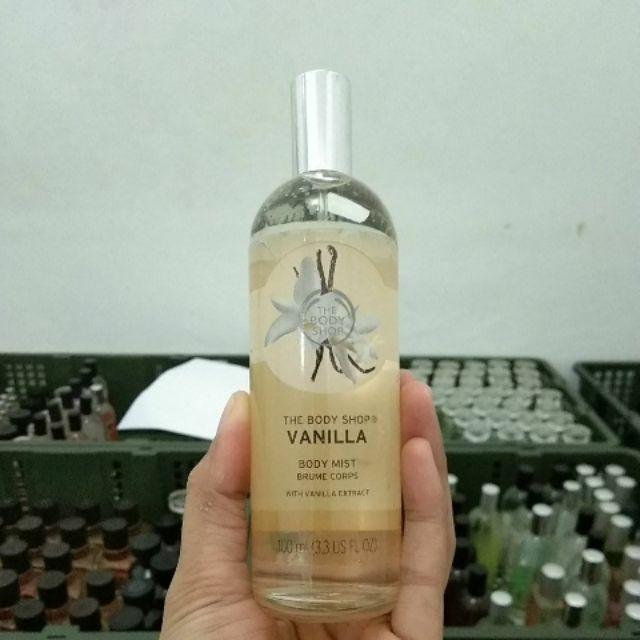 THE
BODY
SHOP
THE BODY SHOP®
VANILLA
BODY MIST
BRUME CORPS
WITH VANILLA EXTRACT
100 ml (3.3 US FL OZ)